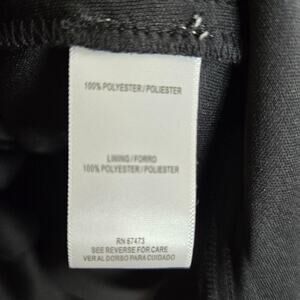 100% POLYESTER / POLIESTER
LINING / FORRO
100% POLYESTER / POLIESTER
RN 67473
SEE REVERSE FOR CARE
VER AL DORSO PARA CUIDADO